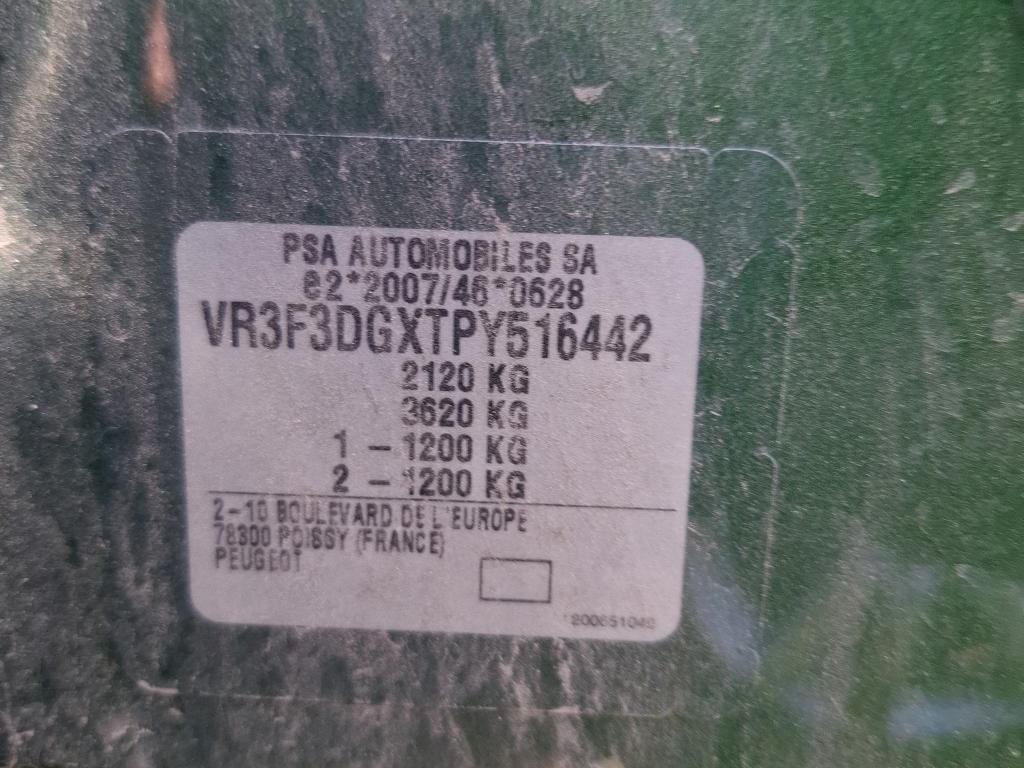 PSA AUTOMOBILES SA
e2*2007/46*0628
VR3F3DGXTPY516442
2120 KG
3620 KG
1 – 1200 KG
2 – 1200 KG
2–10 BOULEVARD DE L'EUROPE
78300 POISSY (FRANCE)
PEUGEOT